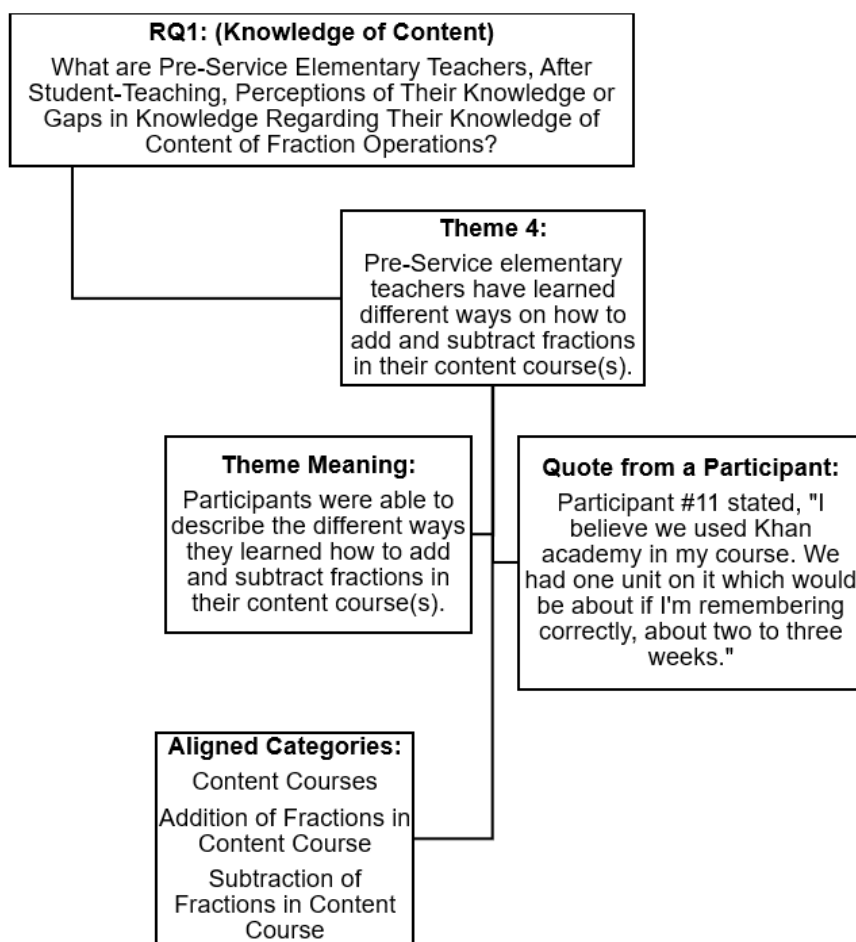 RQ1: (Knowledge of Content)
What are Pre-Service Elementary Teachers, After
Student-Teaching, Perceptions of Their Knowledge or
Gaps in Knowledge Regarding Their Knowledge of
Content of Fraction Operations?
Theme 4:
Pre-Service elementary
teachers have learned
different ways on how to
add and subtract fractions
in their content course(s).
Theme Meaning:
Participants were able to
describe the different ways
they learned how to add
and subtract fractions in
their content course(s).
Quote from a Participant:
Participant #11 stated, "I
believe we used Khan
academy in my course. We
had one unit on it which would
be about if I'm remembering
correctly, about two to three
weeks."
Aligned Categories:
Content Courses
Addition of Fractions in
Content Course
Subtraction of
Fractions in Content
Course